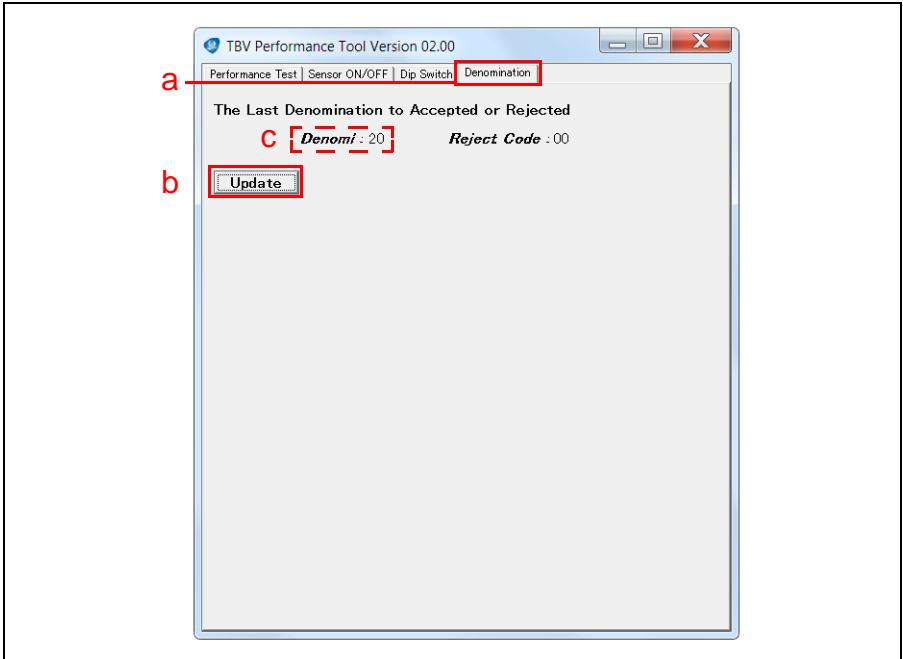 TBV Performance Tool Version 02.00
a Performance Test Sensor ON/OFF Dip Switch Denomination
The Last Denomination to Accepted or Rejected
c Denomi : 20 Reject Code : 00
b Update